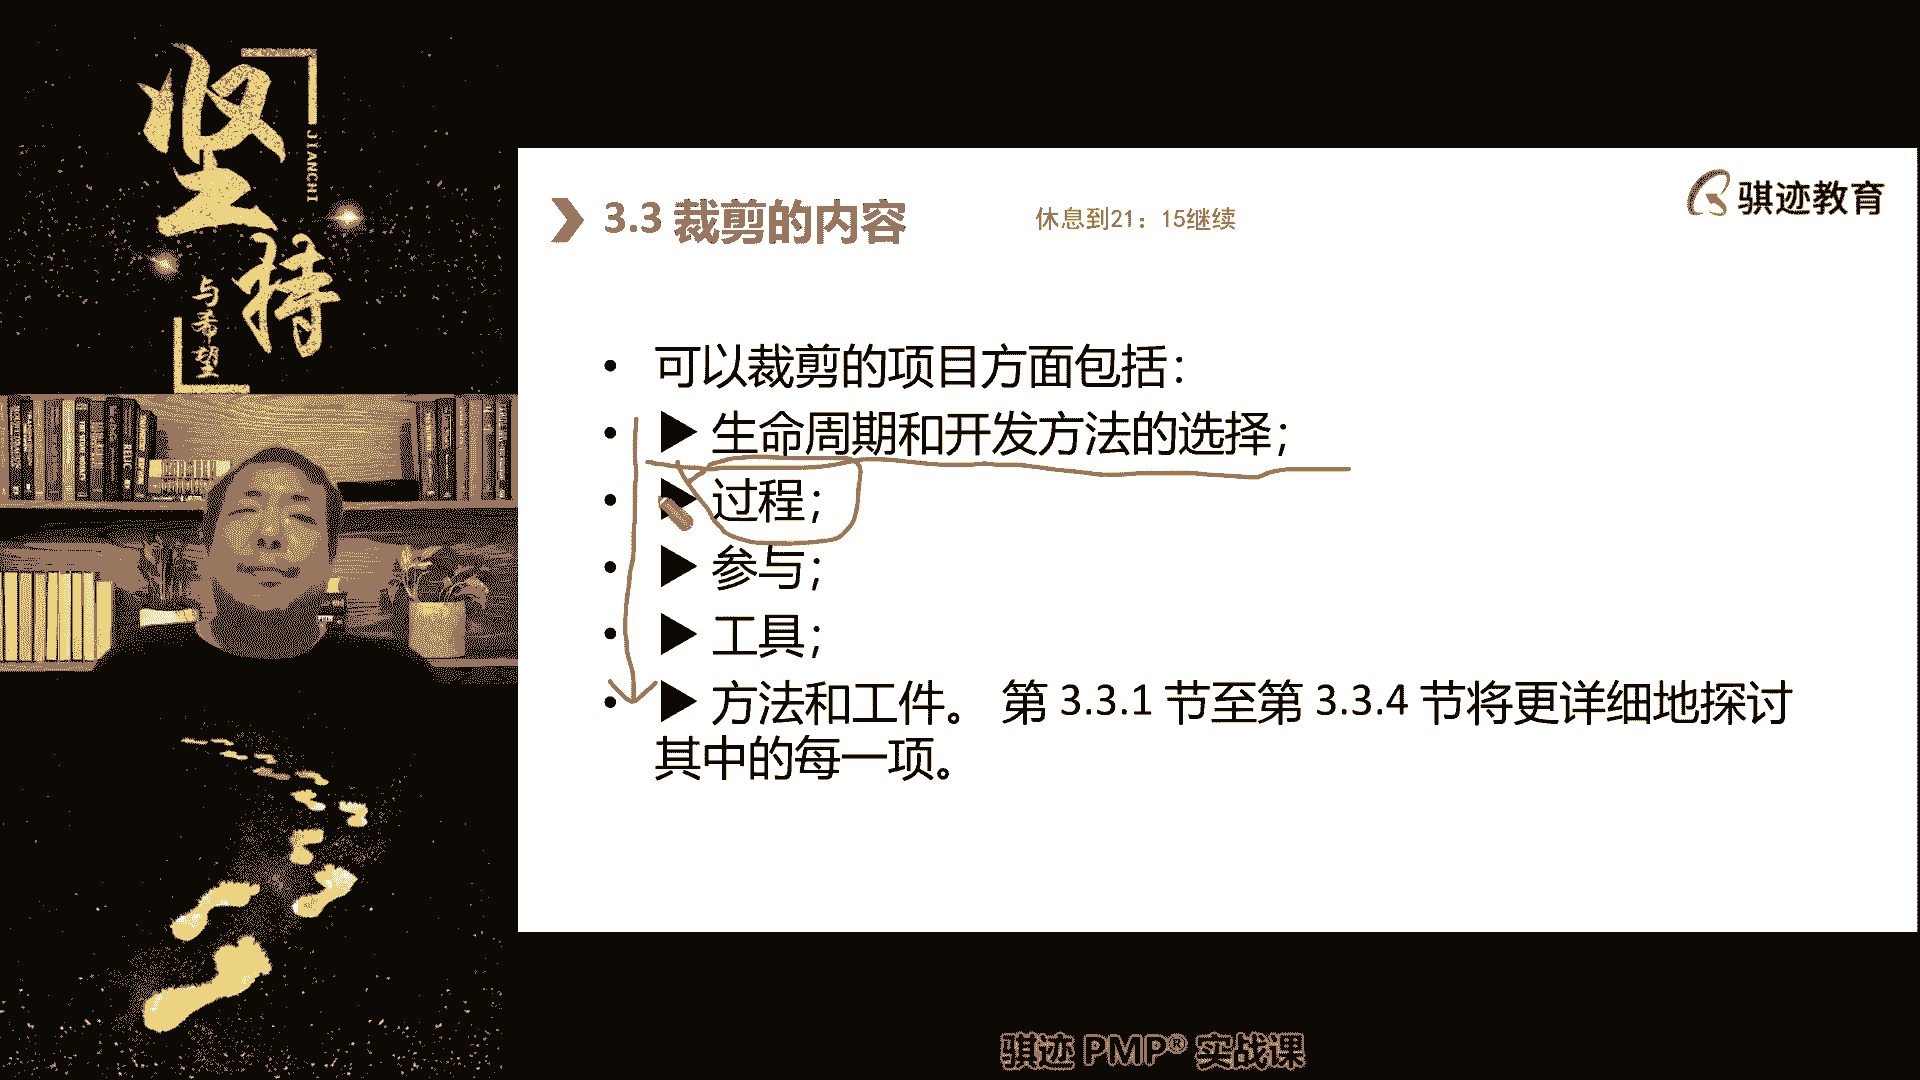 坚持
JIANCHI
与希望
骐迹教育
3.3 裁剪的内容
休息到21：15继续
• 可以裁剪的项目方面包括：
• ▶ 生命周期和开发方法的选择；
• ▶ 过程；
• ▶ 参与；
• ▶ 工具；
• ▶ 方法和工件。 第 3.3.1 节至第 3.3.4 节将更详细地探讨
其中的每一项。
骐迹 PMP® 实战课